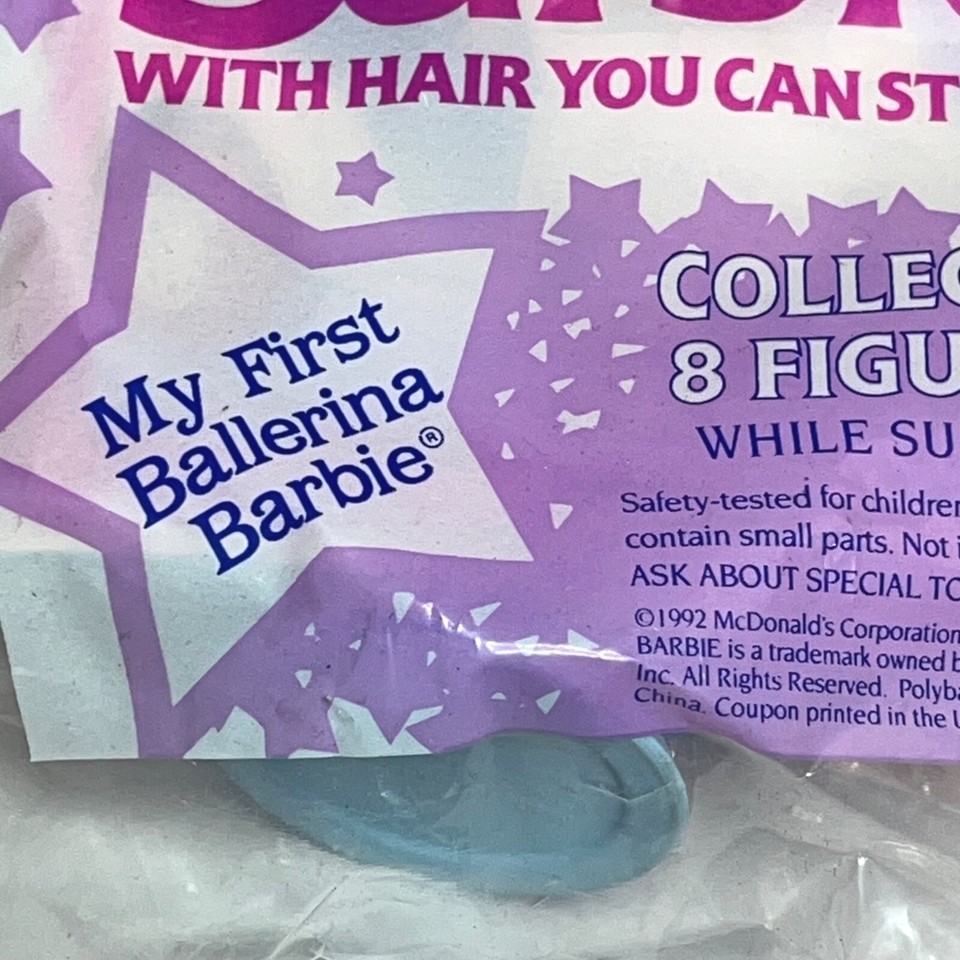 WITH HAIR YOU CAN ST
My First
Ballerina
Barbie®
COLLEC
8 FIGU
WHILE SU
Safety-tested for children
contain small parts. Not i
ASK ABOUT SPECIAL TO
©1992 McDonald's Corporation
BARBIE is a trademark owned b
Inc. All Rights Reserved. Polyba
China. Coupon printed in the U